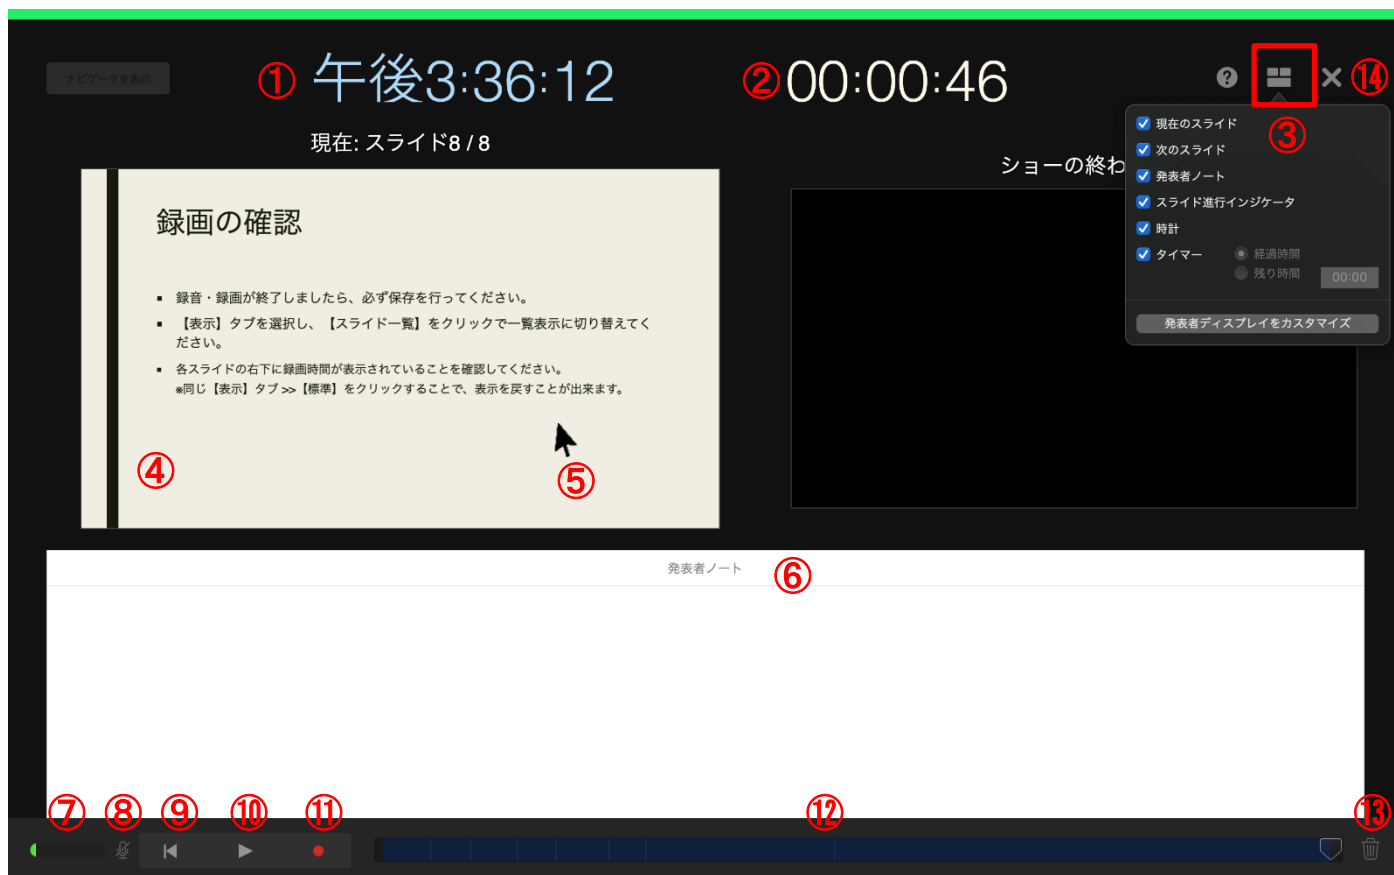 ナビゲータを表示
① 午後3:36:12
② 00:00:46
?
⑭
③
現在: スライド8 / 8
ショーの終わ
現在のスライド
次のスライド
発表者ノート
スライド進行インジケータ
時計
タイマー
経過時間
残り時間
00:00
発表者ディスプレイをカスタマイズ
録画の確認
▪ 録音・録画が終了しましたら、必ず保存を行ってください。
▪ 【表示】タブを選択し、【スライド一覧】をクリックで一覧表示に切り替えてく
ださい。
▪ 各スライドの右下に録画時間が表示されていることを確認してください。
※同じ【表示】タブ >> 【標準】をクリックすることで、表示を戻すことが出来ます。
④
⑤
発表者ノート ⑥
⑦ ⑧ ⑨ ⑩ ⑪ ⑫ ⑬